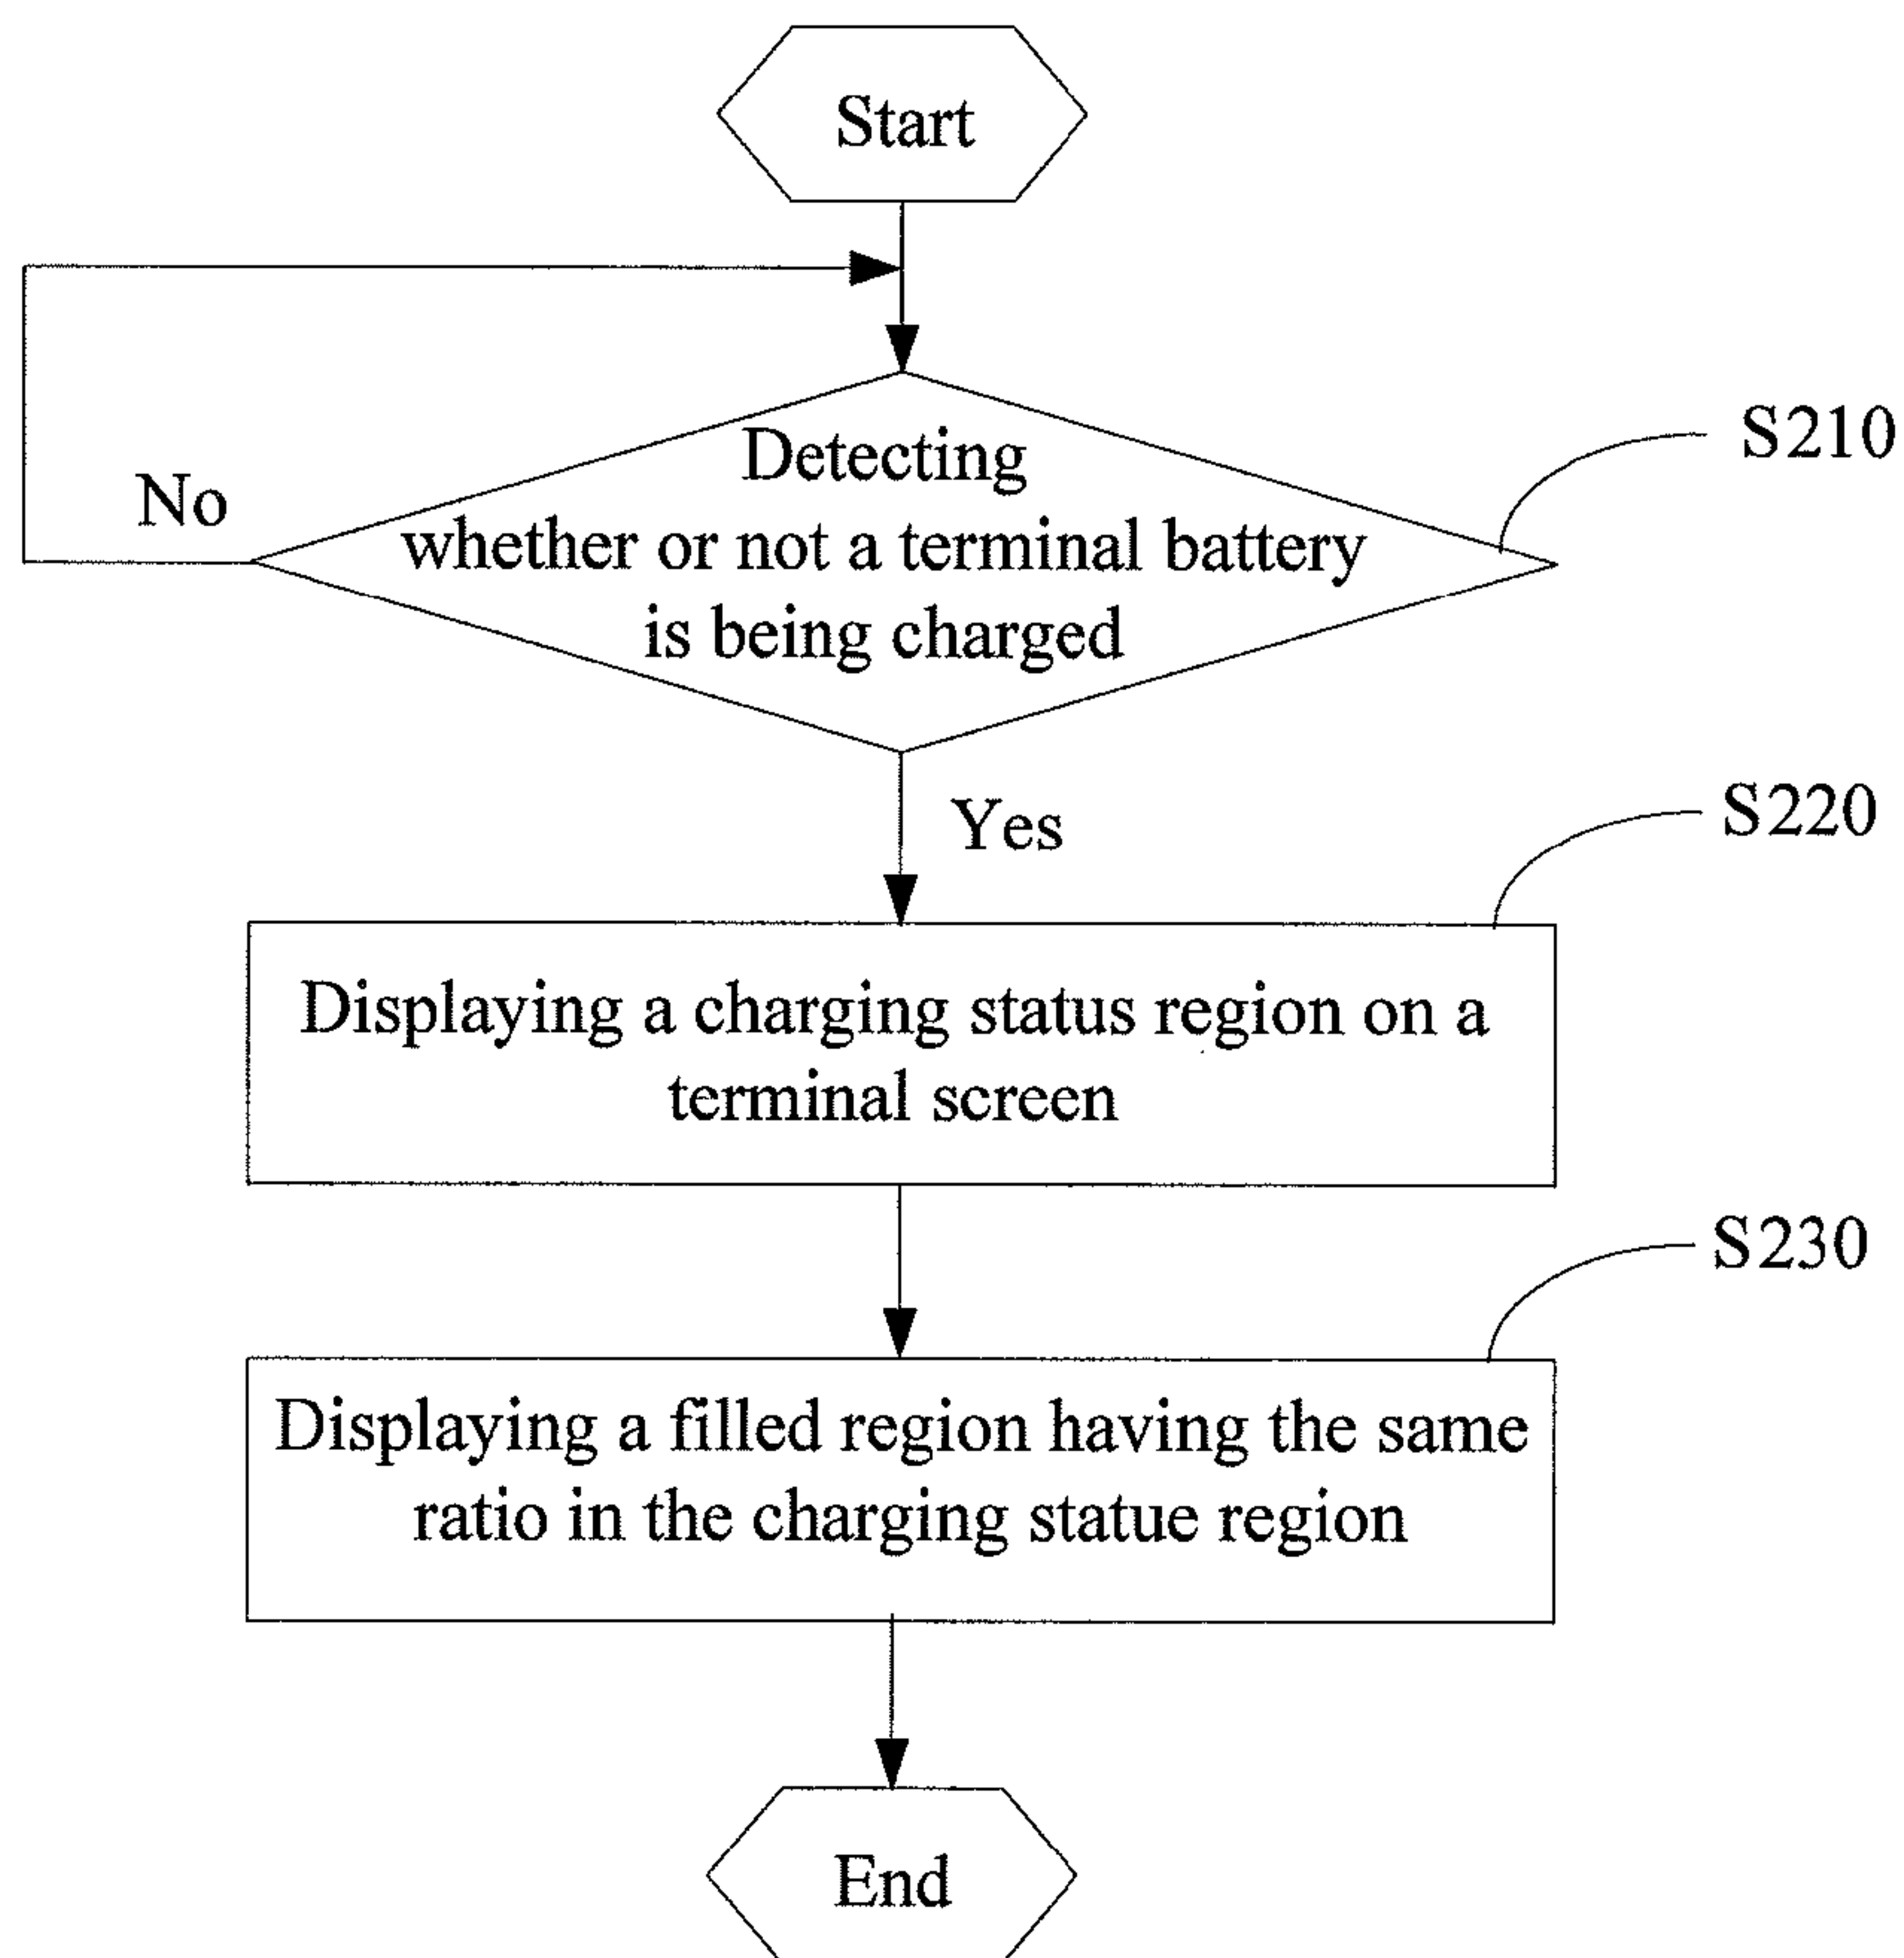 Start
Detecting
whether or not a terminal battery
is being charged
S210
No
Yes
S220
Displaying a charging status region on a
terminal screen
S230
Displaying a filled region having the same
ratio in the charging statue region
End